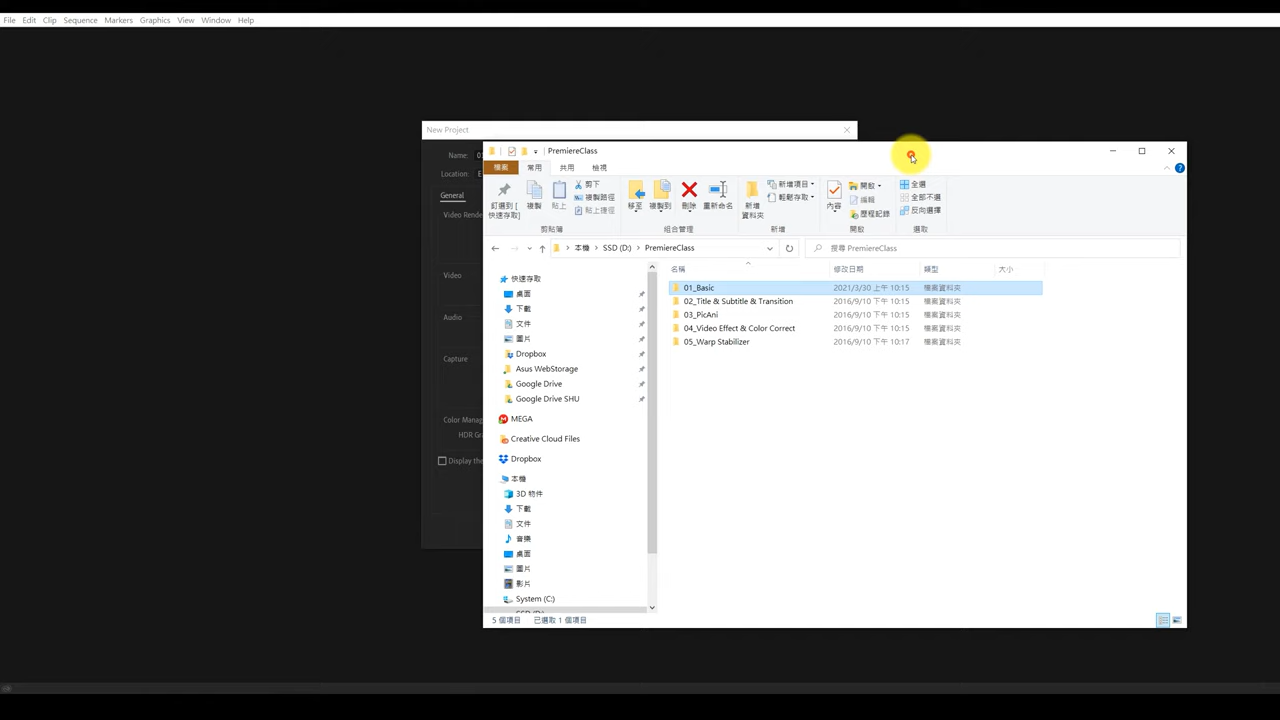 File Edit Clip Sequence Markers Graphics View Window Help
New Project
Name: 0
Location: E
General
Video
Audio
Capture
Display the
PremiereClass
檔案 常用 共用 檢視
釘選到 [快速存取]
複製
貼上
剪下
複製路徑
貼上捷徑
剪貼簿
移至
複製到
刪除
重新命名
組合管理
新增資料夾
新增項目
輕鬆存取
新增
內容
開啟
編輯
歷程記錄
開啟
全選
全部不選
反向選擇
選取
本機 SSD (D:) PremiereClass
搜尋 PremiereClass
快速存取
桌面
下載
文件
圖片
Dropbox
Asus WebStorage
Google Drive
Google Drive SHU
MEGA
Creative Cloud Files
Dropbox
本機
3D 物件
下載
文件
音樂
桌面
圖片
影片
System (C:)
名稱 修改日期 類型 大小
01_Basic 2021/3/30 上午 10:15 檔案資料夾
02_Title & Subtitle & Transition 2016/9/10 下午 10:15 檔案資料夾
03_PicAni 2016/9/10 下午 10:15 檔案資料夾
04_Video Effect & Color Correct 2016/9/10 下午 10:15 檔案資料夾
05_Warp Stabilizer 2016/9/10 下午 10:17 檔案資料夾
5 個項目 已選取 1 個項目